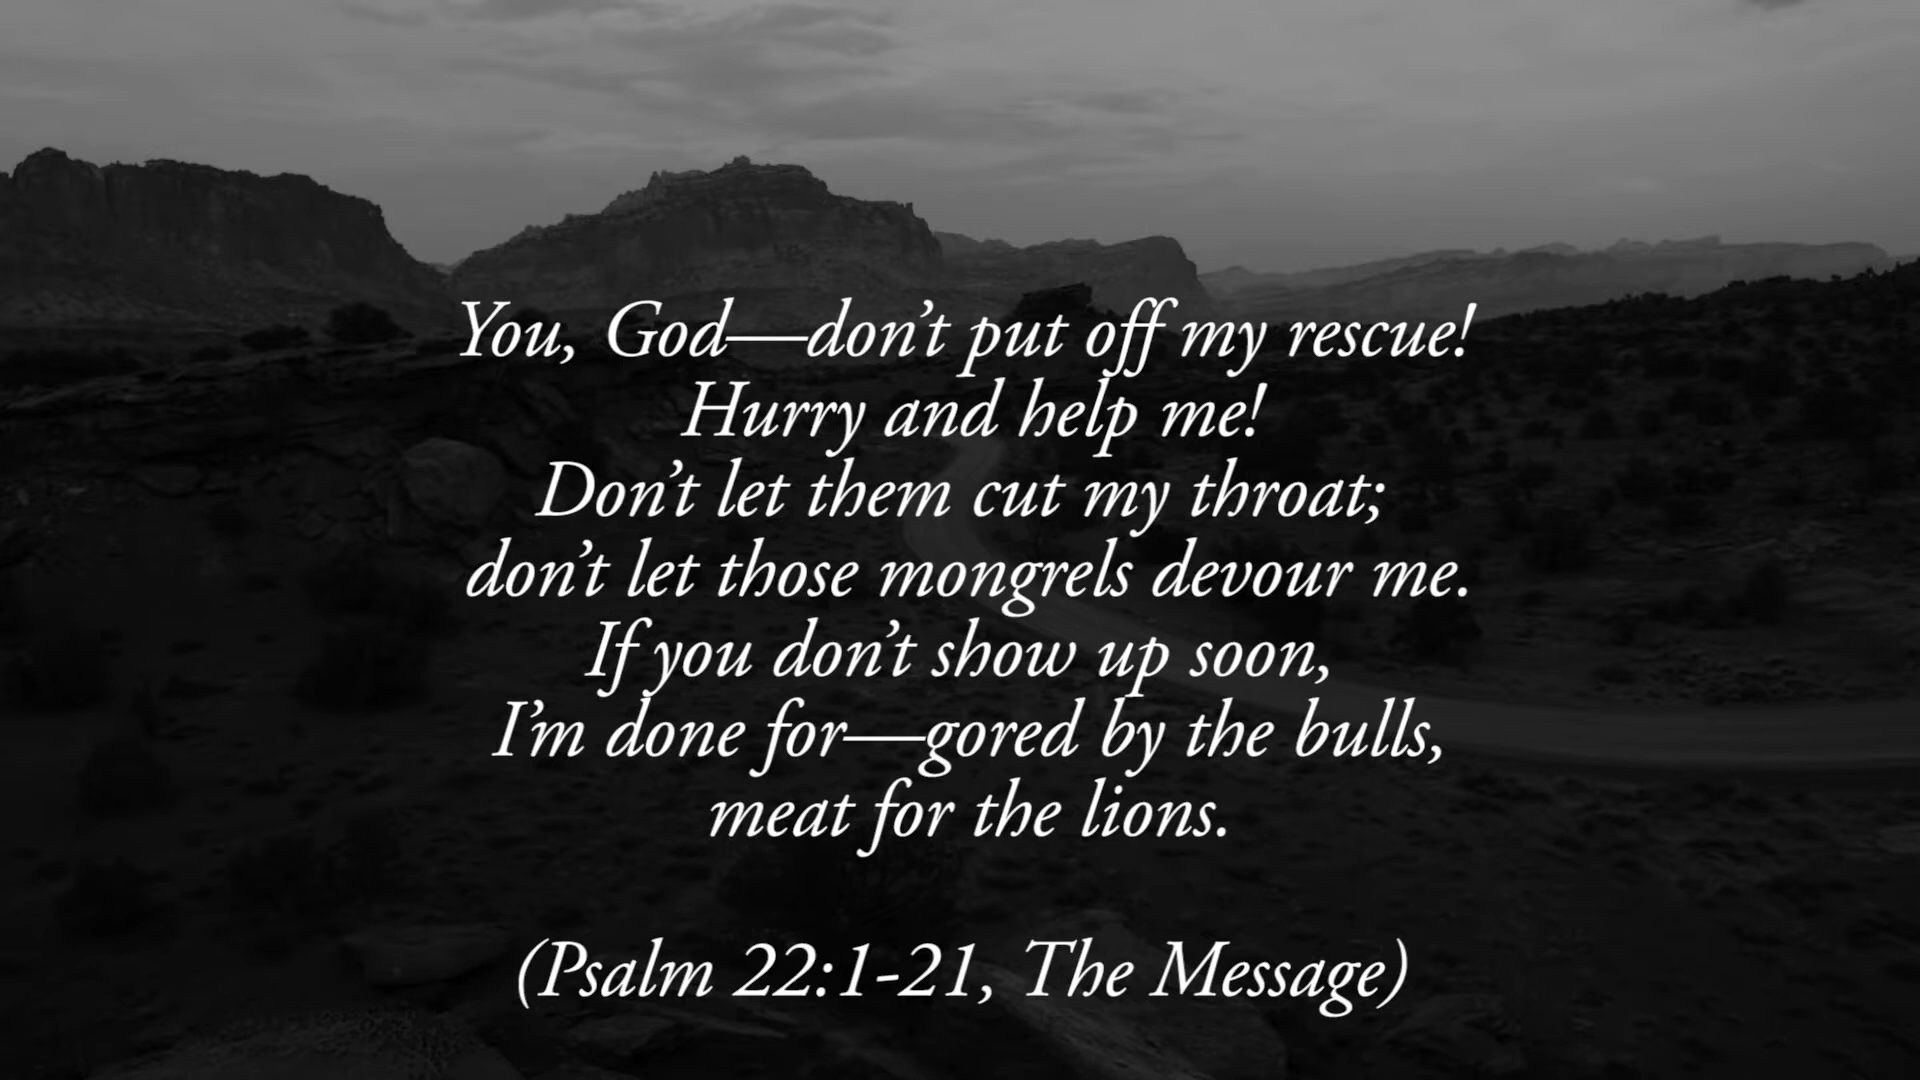 You, God—don’t put off my rescue!
Hurry and help me!
Don’t let them cut my throat;
don’t let those mongrels devour me.
If you don’t show up soon,
I’m done for—gored by the bulls,
meat for the lions.
(Psalm 22:1-21, The Message)